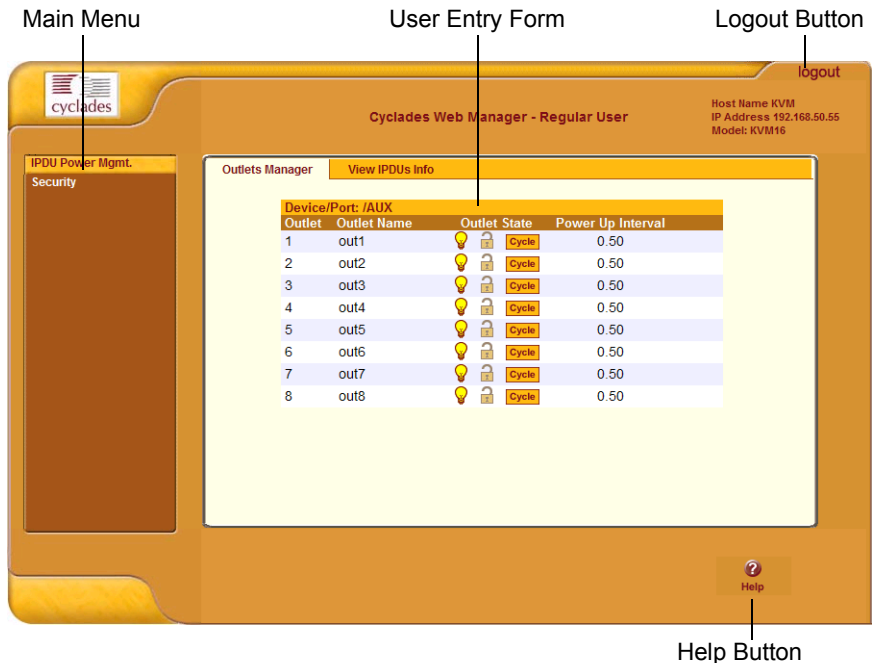 Main Menu User Entry Form Logout Button
logout
cyclades
Cyclades Web Manager - Regular User
Host Name KVM
IP Address 192.168.50.55
Model: KVM16
IPDU Power Mgmt.
Security
Outlets Manager View IPDUs Info
Device/Port: /AUX
Outlet Outlet Name Outlet State Power Up Interval
1 out1 Cycle 0.50
2 out2 Cycle 0.50
3 out3 Cycle 0.50
4 out4 Cycle 0.50
5 out5 Cycle 0.50
6 out6 Cycle 0.50
7 out7 Cycle 0.50
8 out8 Cycle 0.50
?
Help
Help Button